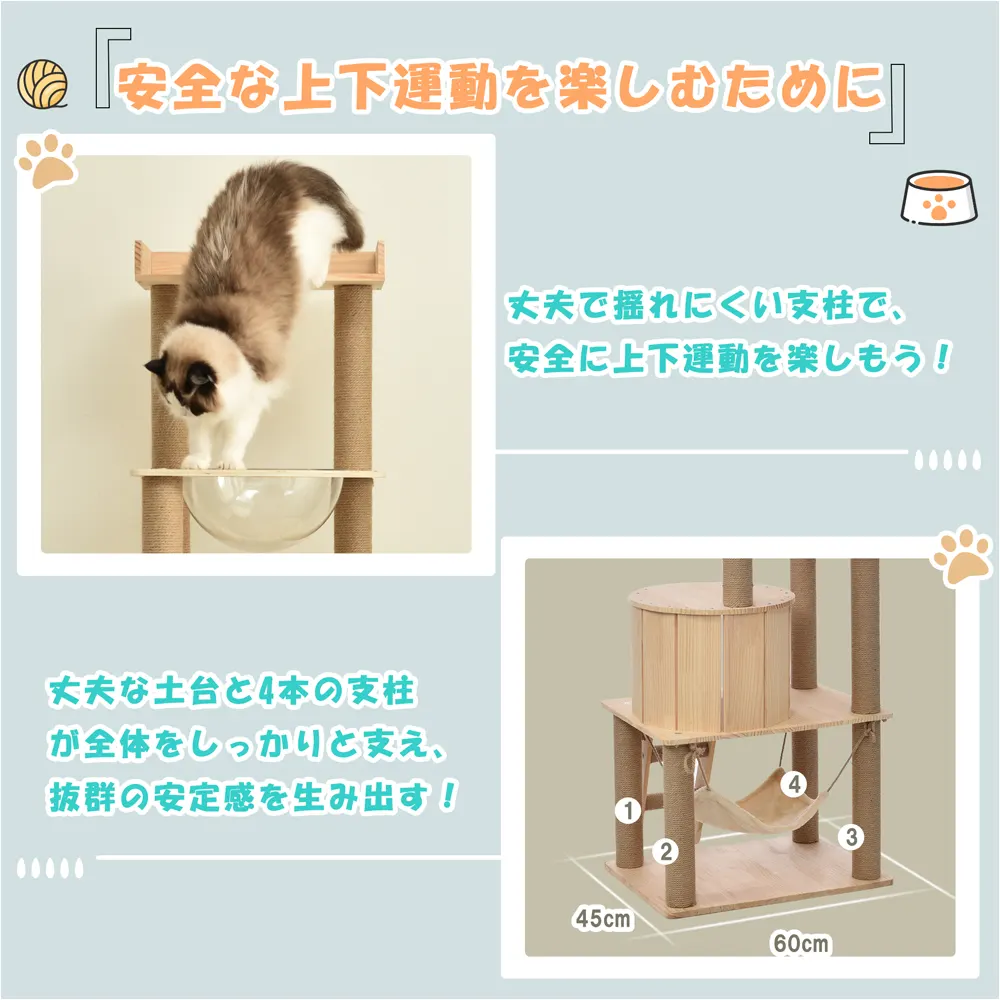 『安全な上下運動を楽しむために』
丈夫で揺れにくい支柱で、
安全に上下運動を楽しもう！
丈夫な土台と4本の支柱
が全体をしっかりと支え、
抜群の安定感を生み出す！
4
1
3
2
45cm
60cm